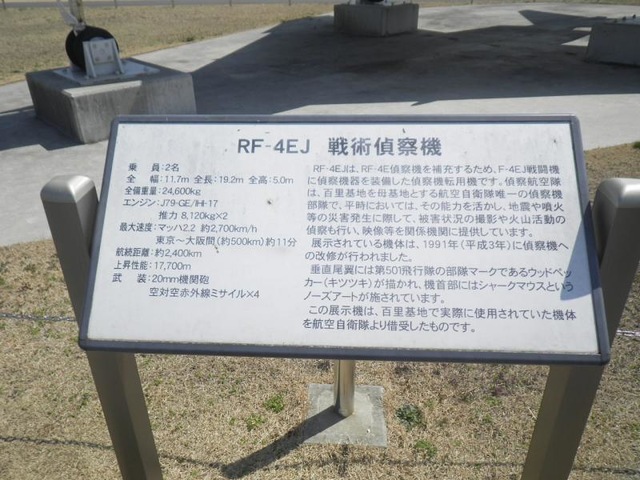 RF-4EJ 戦術偵察機
乗 員：2名
全 幅：11.7m 全長：19.2m 全高：5.0m
全備重量：24,600kg
エンジン：J79-GE/IHI-17
推力 8,120kg×2
最大速度：マッハ2.2 約2,700km/h
東京～大阪間（約500km）約11分
航続距離：約2,400km
上昇性能：17,700m
武 装：20mm機関砲
空対空赤外線ミサイル×4
RF-4EJは、RF-4E偵察機を補充するため、F-4EJ戦闘機
に偵察機器を装備した偵察機転用機です。偵察航空隊
は、百里基地を母基地とする航空自衛隊唯一の偵察機
部隊で、平時においては、その能力を活かし、地震や噴火
等の災害発生に際して、被害状況の撮影や火山活動の
偵察も行い、映像等を関係機関に提供しています。
展示されている機体は、1991年（平成3年）に偵察機へ
の改修が行われました。
垂直尾翼には第501飛行隊の部隊マークであるウッドペッ
カー（キツツキ）が描かれ、機首部にはシャークマウスという
ノーズアートが施されています。
この展示機は、百里基地で実際に使用されていた機体
を航空自衛隊より借受したものです。